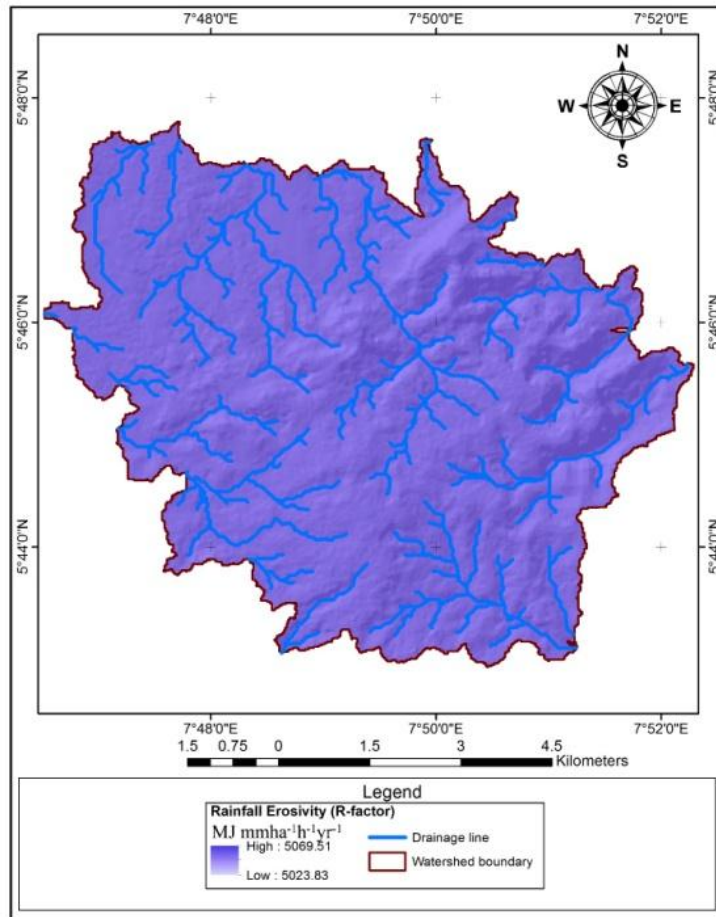 7°48'0"E 7°50'0"E 7°52'0"E
N
W E
S
5°48'0"N 5°48'0"N
5°46'0"N 5°46'0"N
5°44'0"N 5°44'0"N
7°48'0"E 7°50'0"E 7°52'0"E
1.5 0.75 0 1.5 3 4.5
Kilometers
Legend
Rainfall Erosivity (R-factor)
MJ mmha⁻¹h⁻¹yr⁻¹
High : 5069.51
Low : 5023.83
Drainage line
Watershed boundary